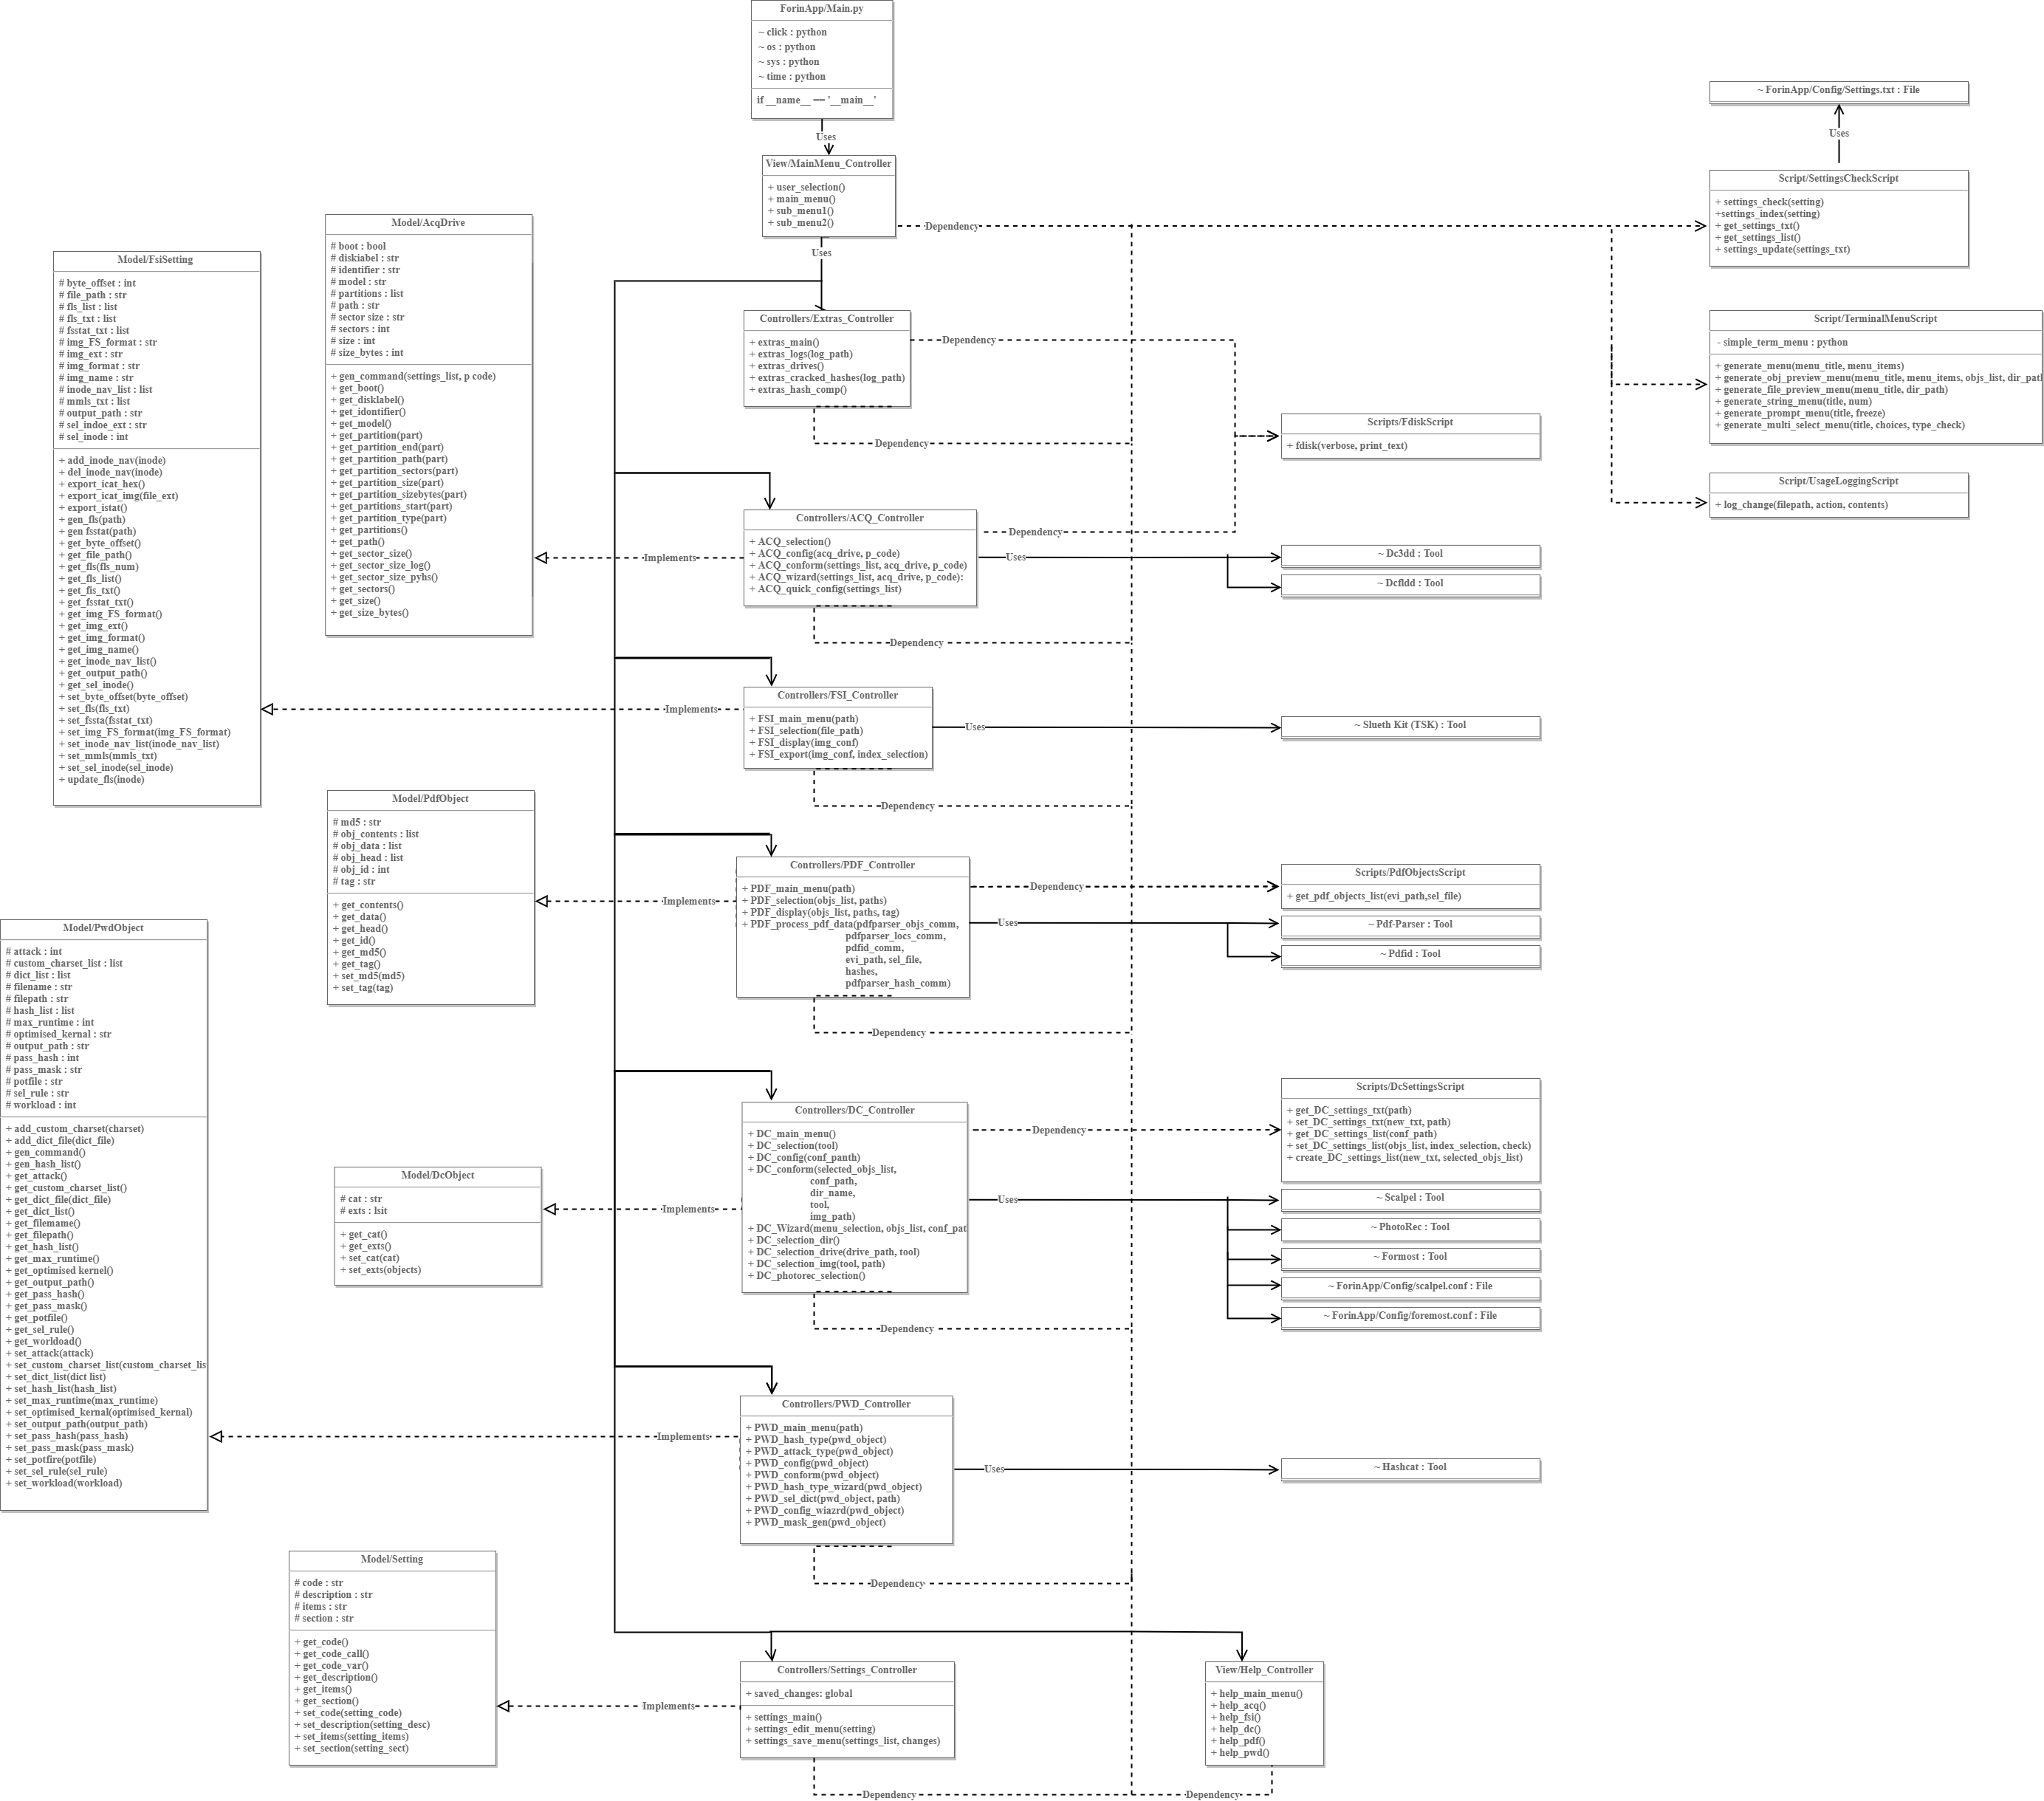 ForinApp/Main.py
~ click : python
~ os : python
~ sys : python
~ time : python
if __name__ == '__main__'
Uses
View/MainMenu_Controller
+ user_selection()
+ main_menu()
+ sub_menu1()
+ sub_menu2()
Dependency
Uses
~ ForinApp/Config/Settings.txt : File
Uses
Script/SettingsCheckScript
+ settings_check(setting)
+settings_index(setting)
+ get_settings_txt()
+ get_settings_list()
+ settings_update(settings_txt)
Script/TerminalMenuScript
- simple_term_menu : python
+ generate_menu(menu_title, menu_items)
+ generate_obj_preview_menu(menu_title, menu_items, objs_list, dir_patl
+ generate_file_preview_menu(menu_title, dir_path)
+ generate_string_menu(title, num)
+ generate_prompt_menu(title, freeze)
+ generate_multi_select_menu(title, choices, type_check)
Script/UsageLoggingScript
+ log_change(filepath, action, contents)
Model/FsiSetting
# byte_offset : int
# file_path : str
# fls_list : list
# fls_txt : list
# fsstat_txt : list
# img_FS_format : str
# img_ext : str
# img_format : str
# img_name : str
# inode_nav_list : list
# mmls_txt : list
# output_path : str
# sel_indoe_ext : str
# sel_inode : int
+ add_inode_nav(inode)
+ del_inode_nav(inode)
+ export_icat_hex()
+ export_icat_img(file_ext)
+ export_istat()
+ gen_fls(path)
+ gen fsstat(path)
+ get_byte_offset()
+ get_file_path()
+ get_fls(fls_num)
+ get_fls_list()
+ get_fis_txt()
+ get_fsstat_txt()
+ get_img_FS_format()
+ get_img_ext()
+ get_img_format()
+ get_img_name()
+ get_inode_nav_list()
+ get_output_path()
+ get_sel_inode()
+ set_byte_offset(byte_offset)
+ set_fls(fls_txt)
+ set_fssta(fsstat_txt)
+ set_img_FS_format(img_FS_format)
+ set_inode_nav_list(inode_nav_list)
+ set_mmls(mmls_txt)
+ set_sel_inode(sel_inode)
+ update_fls(inode)
Model/AcqDrive
# boot : bool
# diskiabel : str
# identifier : str
# model : str
# partitions : list
# path : str
# sector size : str
# sectors : int
# size : int
# size_bytes : int
+ gen_command(settings_list, p code)
+ get_boot()
+ get_disklabel()
+ get_idontifier()
+ get_model()
+ get_partition(part)
+ get_partition_end(part)
+ get_partition_path(part)
+ get_partition_sectors(part)
+ get_partition_size(part)
+ get_partition_sizebytes(part)
+ get_partitions_start(part)
+ get_partition_type(part)
+ get_partitions()
+ get_path()
+ get_sector_size()
+ get_sector_size_log()
+ get_sector_size_pyhs()
+ get_sectors()
+ get_size()
+ get_size_bytes()
Controllers/Extras_Controller
+ extras_main()
+ extras_logs(log_path)
+ extras_drives()
+ extras_cracked_hashes(log_path)
+ extras_hash_comp()
Dependency
Dependency
Scripts/FdiskScript
+ fdisk(verbose, print_text)
Controllers/ACQ_Controller
+ ACQ_selection()
+ ACQ_config(acq_drive, p_code)
+ ACQ_conform(settings_list, acq_drive, p_code)
+ ACQ_wizard(settings_list, acq_drive, p_code):
+ ACQ_quick_config(settings_list)
Implements
Dependency
Uses
~ Dc3dd : Tool
~ Dcfldd : Tool
Dependency
Controllers/FSI_Controller
+ FSI_main_menu(path)
+ FSI_selection(file_path)
+ FSI_display(img_conf)
+ FSI_export(img_conf, index_selection)
Implements
Uses
~ Slueth Kit (TSK) : Tool
Dependency
Model/PdfObject
# md5 : str
# obj_contents : list
# obj_data : list
# obj_head : list
# obj_id : int
# tag : str
+ get_contents()
+ get_data()
+ get_head()
+ get_id()
+ get_md5()
+ get_tag()
+ set_md5(md5)
+ set_tag(tag)
Implements
Controllers/PDF_Controller
+ PDF_main_menu(path)
+ PDF_selection(objs_list, paths)
+ PDF_display(objs_list, paths, tag)
+ PDF_process_pdf_data(pdfparser_objs_comm,
pdfparser_locs_comm,
pdfid_comm,
evi_path, sel_file,
hashes,
pdfparser_hash_comm)
Dependency
Uses
Scripts/PdfObjectsScript
+ get_pdf_objects_list(evi_path,sel_file)
~ Pdf-Parser : Tool
~ Pdfid : Tool
Dependency
Model/PwdObject
# attack : int
# custom_charset_list : list
# dict_list : list
# filename : str
# filepath : str
# hash_list : list
# max_runtime : int
# optimised_kernal : str
# output_path : str
# pass_hash : int
# pass_mask : str
# potfile : str
# sel_rule : str
# workload : int
+ add_custom_charset(charset)
+ add_dict_file(dict_file)
+ gen_command()
+ gen_hash_list()
+ get_attack()
+ get_custom_charset_list()
+ get_dict_file(dict_file)
+ get_dict_list()
+ get_filemame()
+ get_filepath()
+ get_hash_list()
+ get_max_runtime()
+ get_optimised kernel()
+ get_output_path()
+ get_pass_hash()
+ get_pass_mask()
+ get_potfile()
+ get_sel_rule()
+ get_worldoad()
+ set_attack(attack)
+ set_custom_charset_list(custom_charset_lis
+ set_dict_list(dict list)
+ set_hash_list(hash_list)
+ set_max_runtime(max_runtime)
+ set_optimised_kernal(optimised_kernal)
+ set_output_path(output_path)
+ set_pass_hash(pass_hash)
+ set_pass_mask(pass_mask)
+ set_potfire(potfile)
+ set_sel_rule(sel_rule)
+ set_workload(workload)
Model/DcObject
# cat : str
# exts : lsit
+ get_cat()
+ get_exts()
+ set_cat(cat)
+ set_exts(objects)
Implements
Controllers/DC_Controller
+ DC_main_menu()
+ DC_selection(tool)
+ DC_config(conf_panth)
+ DC_conform(selected_objs_list,
conf_path,
dir_name,
tool,
img_path)
+ DC_Wizard(menu_selection, objs_list, conf_pat
+ DC_selection_dir()
+ DC_selection_drive(drive_path, tool)
+ DC_selection_img(tool, path)
+ DC_photorec_selection()
Dependency
Uses
Scripts/DcSettingsScript
+ get_DC_settings_txt(path)
+ set_DC_settings_txt(new_txt, path)
+ get_DC_settings_list(conf_path)
+ set_DC_settings_list(objs_list, index_selection, check)
+ create_DC_settings_list(new_txt, selected_objs_list)
~ Scalpel : Tool
~ PhotoRec : Tool
~ Formost : Tool
~ ForinApp/Config/scalpel.conf : File
~ ForinApp/Config/foremost.conf : File
Dependency
Implements
Controllers/PWD_Controller
+ PWD_main_menu(path)
+ PWD_hash_type(pwd_object)
+ PWD_attack_type(pwd_object)
+ PWD_config(pwd_object)
+ PWD_conform(pwd_object)
+ PWD_hash_type_wizard(pwd_object)
+ PWD_sel_dict(pwd_object, path)
+ PWD_config_wiazrd(pwd_object)
+ PWD_mask_gen(pwd_object)
Uses
~ Hashcat : Tool
Dependency
Model/Setting
# code : str
# description : str
# items : str
# section : str
+ get_code()
+ get_code_call()
+ get_code_var()
+ get_description()
+ get_items()
+ get_section()
+ set_code(setting_code)
+ set_description(setting_desc)
+ set_items(setting_items)
+ set_section(setting_sect)
Implements
Controllers/Settings_Controller
+ saved_changes: global
+ settings_main()
+ settings_edit_menu(setting)
+ settings_save_menu(settings_list, changes)
View/Help_Controller
+ help_main_menu()
+ help_acq()
+ help_fsi()
+ help_dc()
+ help_pdf()
+ help_pwd()
Dependency
Dependency